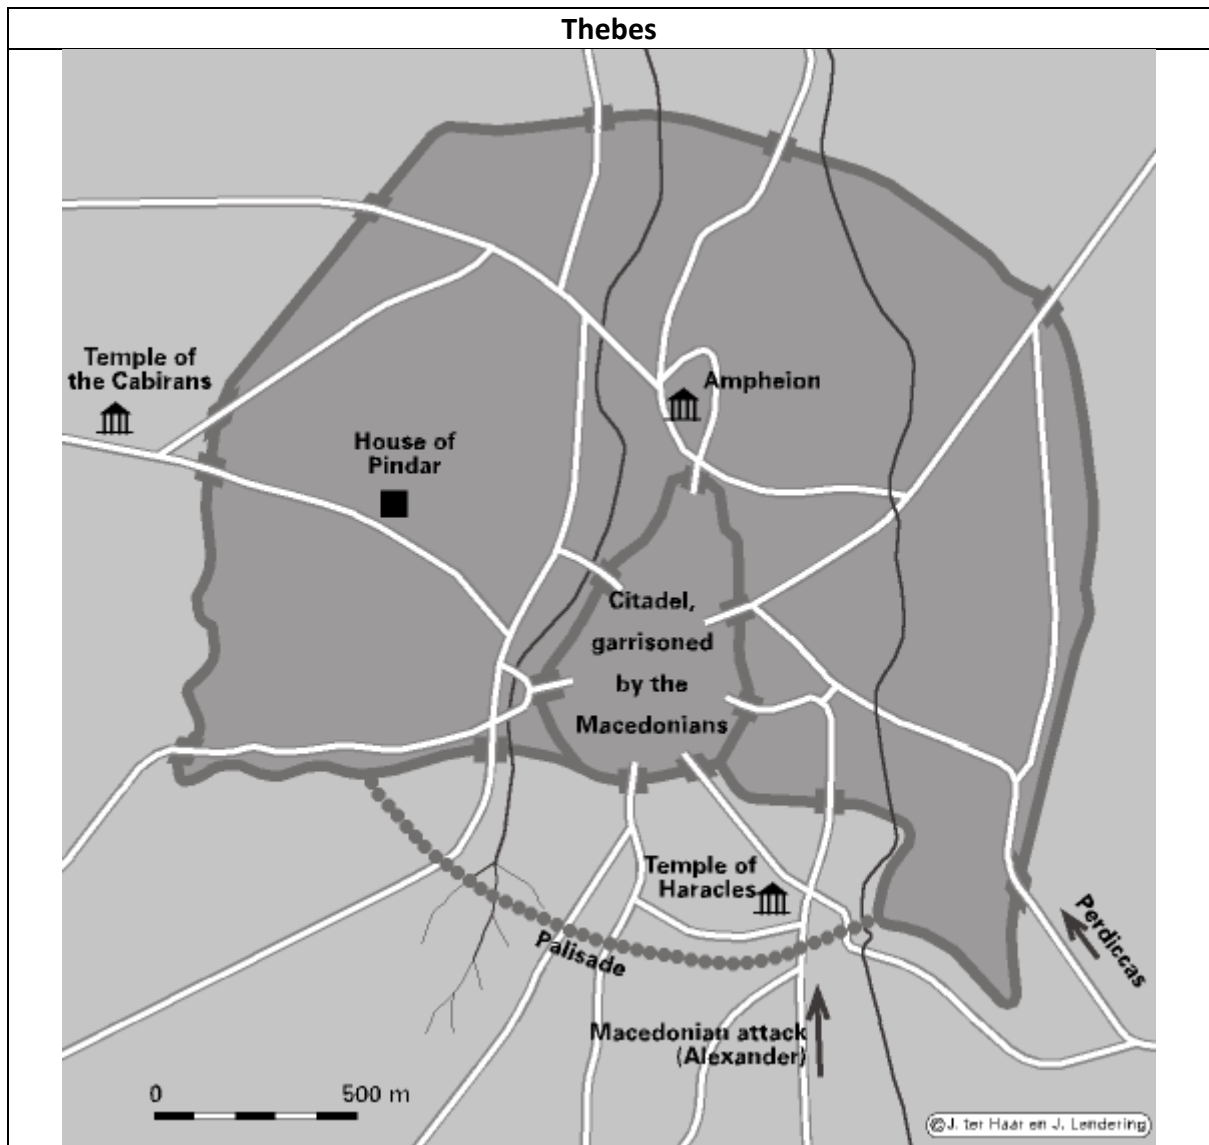 Thebes
Temple of
the Cabirans
Ampheion
House of
Pindar
Citadel,
garrisoned
by the
Macedonians
Temple of
Haracles
Perdiccas
Palisade
Macedonian attack
(Alexander)
0 500 m
©J. ter Haar en J. Lendering